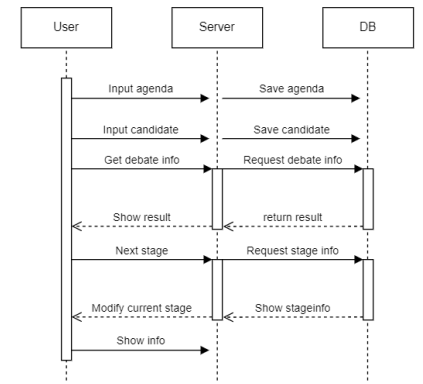 User
Server
DB
Input agenda
Save agenda
Input candidate
Save candidate
Get debate info
Request debate info
Show result
return result
Next stage
Request stage info
Modify current stage
Show stageinfo
Show info